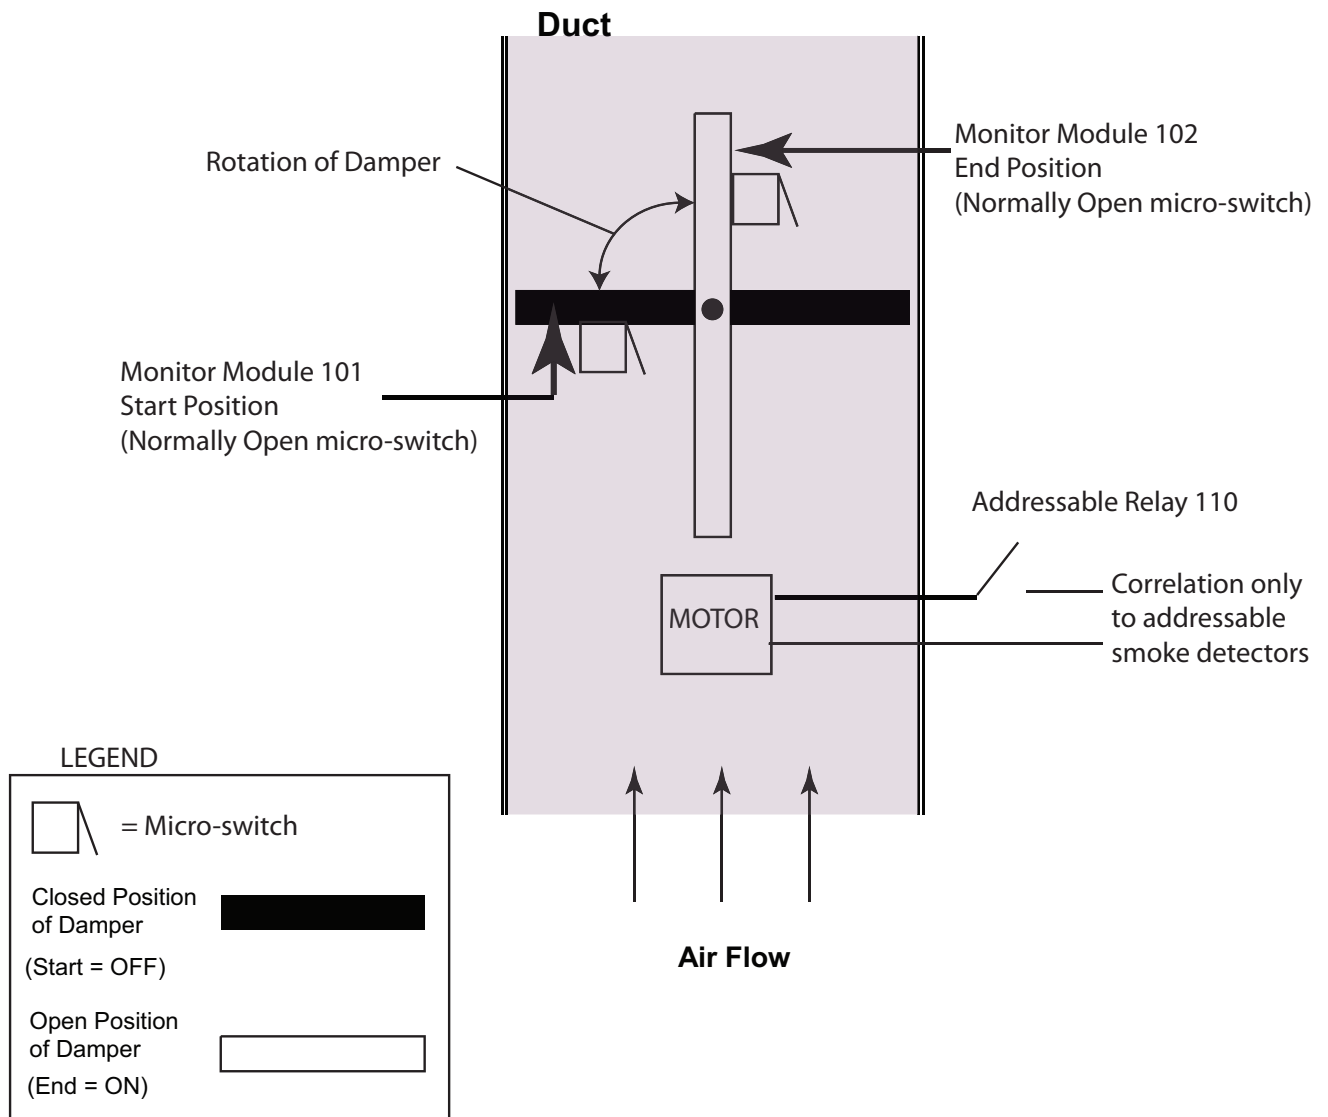 Duct
Rotation of Damper
Monitor Module 102
End Position
(Normally Open micro-switch)
Monitor Module 101
Start Position
(Normally Open micro-switch)
Addressable Relay 110
Correlation only
to addressable
smoke detectors
MOTOR
LEGEND
= Micro-switch
Closed Position
of Damper
(Start = OFF)
Open Position
of Damper
(End = ON)
Air Flow